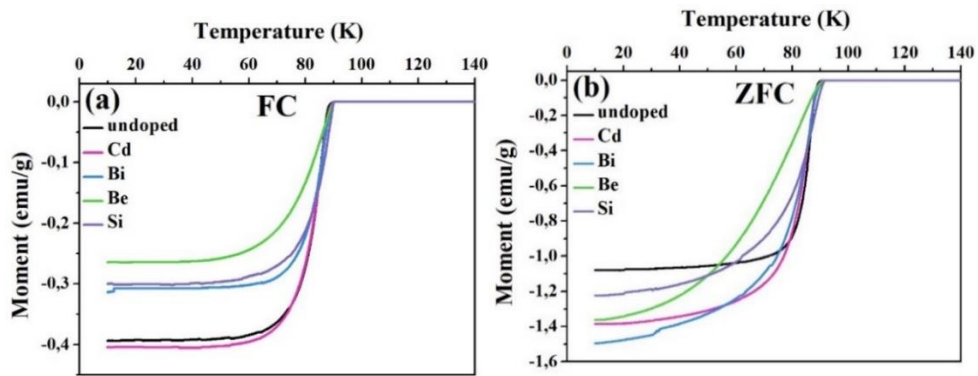 Temperature (K)
0 20 40 60 80 100 120 140
0,0
-0,1
-0,2
-0,3
-0,4
Moment (emu/g)
(a)
FC
undoped
Cd
Bi
Be
Si
Temperature (K)
0 20 40 60 80 100 120 140
0,0
-0,2
-0,4
-0,6
-0,8
-1,0
-1,2
-1,4
-1,6
Moment (emu/g)
(b)
ZFC
undoped
Cd
Bi
Be
Si